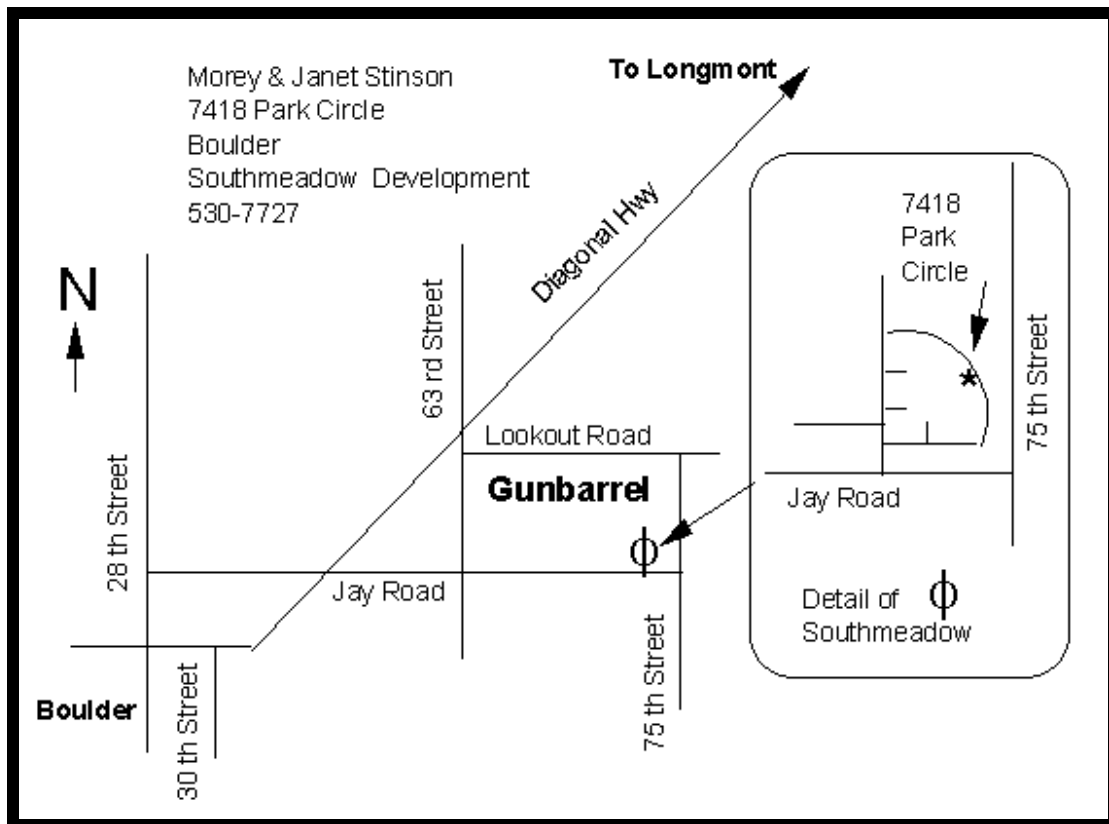 Morey & Janet Stinson
7418 Park Circle
Boulder
Southmeadow Development
530-7727
To Longmont
Diagonal Hwy
N
63 rd Street
28 th Street
Lookout Road
Gunbarrel
ϕ
Jay Road
Boulder
30 th Street
75 th Street
7418
Park
Circle
*
75 th Street
Jay Road
Detail of ϕ
Southmeadow